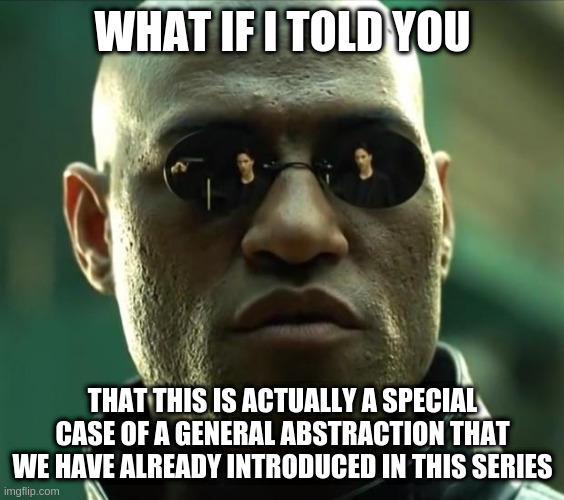 WHAT IF I TOLD YOU
THAT THIS IS ACTUALLY A SPECIAL
CASE OF A GENERAL ABSTRACTION THAT
WE HAVE ALREADY INTRODUCED IN THIS SERIES
imgflip.com